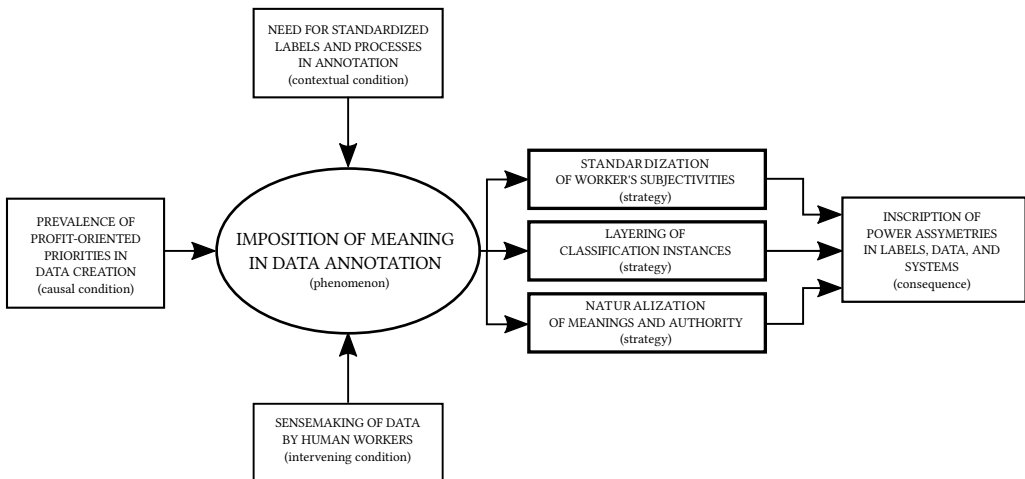 NEED FOR STANDARDIZED
LABELS AND PROCESSES
IN ANNOTATION
(contextual condition)
PREVALENCE OF
PROFIT-ORIENTED
PRIORITIES IN
DATA CREATION
(causal condition)
IMPOSITION OF MEANING
IN DATA ANNOTATION
(phenomenon)
SENSEMAKING OF DATA
BY HUMAN WORKERS
(intervening condition)
STANDARDIZATION
OF WORKER'S SUBJECTIVITIES
(strategy)
LAYERING OF
CLASSIFICATION INSTANCES
(strategy)
NATURALIZATION
OF MEANINGS AND AUTHORITY
(strategy)
INSCRIPTION OF
POWER ASSYMETRIES
IN LABELS, DATA, AND
SYSTEMS
(consequence)